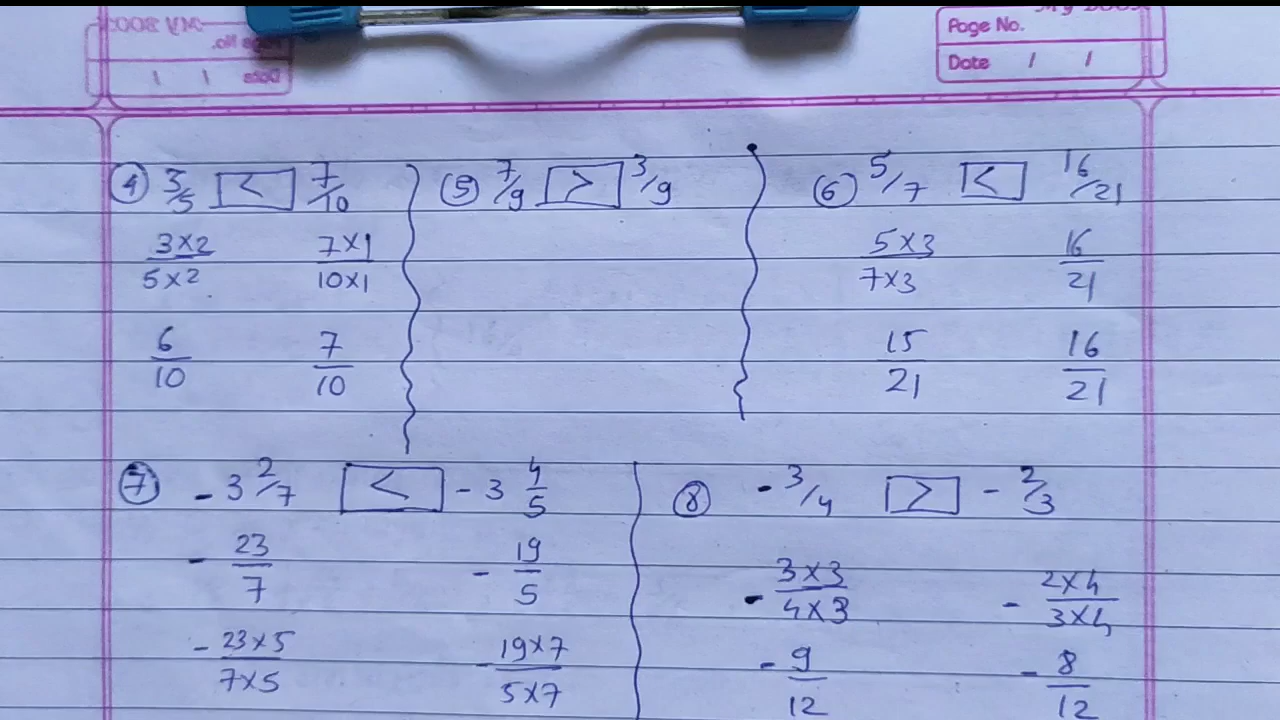 My BOOK
Page No.
Date / /
④ 3/5 [<] 7/10
3×2/5×2 7×1/10×1
6/10 7/10
⑤ 7/9 [>] 3/9
⑥ 5/7 [<] 16/21
5×3/7×3 16/21
15/21 16/21
⑦ -3 2/7 [<] -3 4/5
-23/7 -19/5
-23×5/7×5 -19×7/5×7
⑧ -3/4 [>] -2/3
-3×3/4×3 -2×4/3×4
-9/12 -8/12